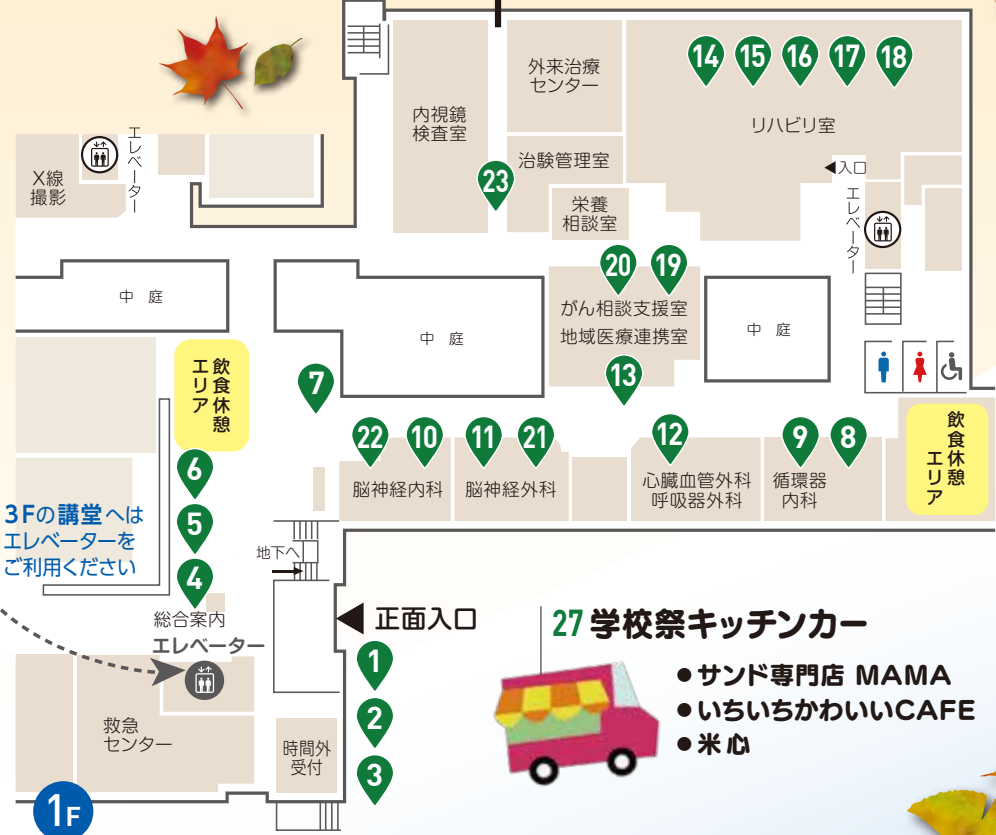 14
15
16
17
18
外来治療
センター
内視鏡
検査室
リハビリ室
エレベーター
X線
撮影
治験管理室
23
入口
栄養
相談室
エレベーター
20
19
がん相談支援室
地域医療連携室
中 庭
中 庭
中 庭
13
飲食休憩
エリア
7
22
10
11
21
12
9
8
飲食休憩
エリア
脳神経内科
脳神経外科
心臓血管外科
呼吸器外科
循環器
内科
6
5
4
3Fの講堂へは
エレベーターを
ご利用ください
地下へ
総合案内
エレベーター
正面入口
1
2
3
救急
センター
時間外
受付
1F
27 学校祭キッチンカー
●サンド専門店 MAMA
●いちいちかわいいCAFE
●米心